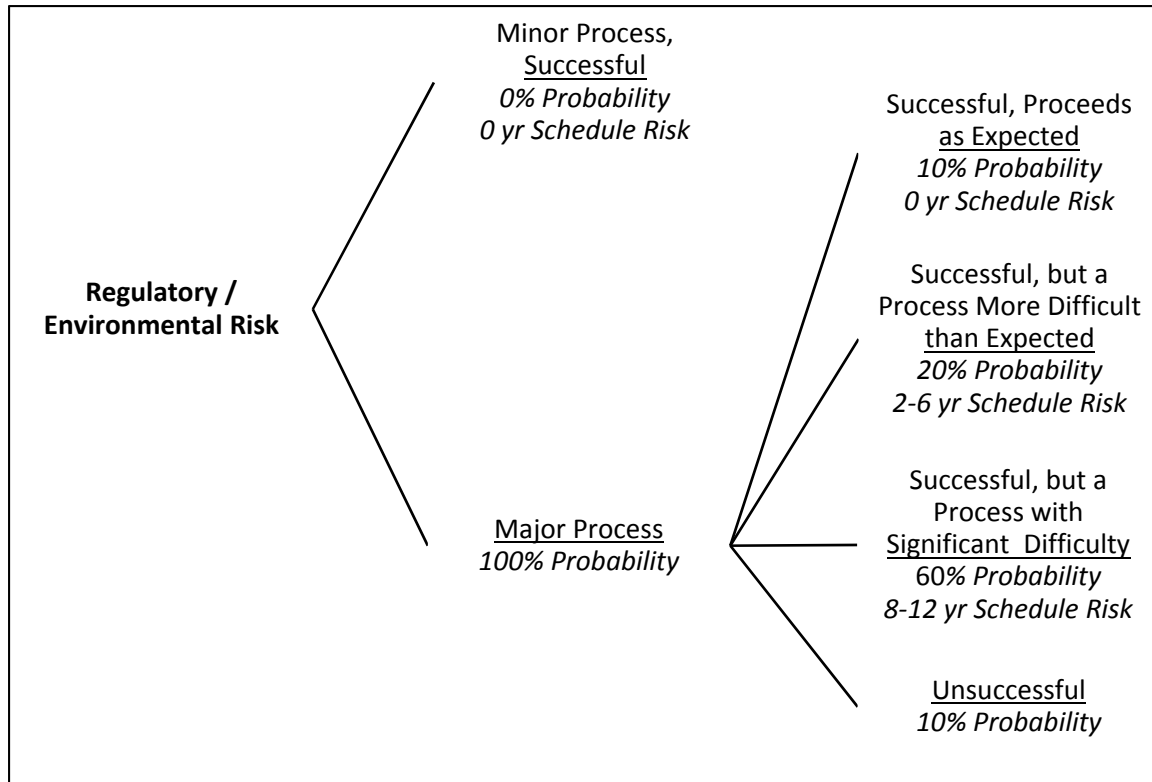 Regulatory /
Environmental Risk
Minor Process,
Successful
0% Probability
0 yr Schedule Risk
Major Process
100% Probability
Successful, Proceeds
as Expected
10% Probability
0 yr Schedule Risk
Successful, but a
Process More Difficult
than Expected
20% Probability
2-6 yr Schedule Risk
Successful, but a
Process with
Significant Difficulty
60% Probability
8-12 yr Schedule Risk
Unsuccessful
10% Probability